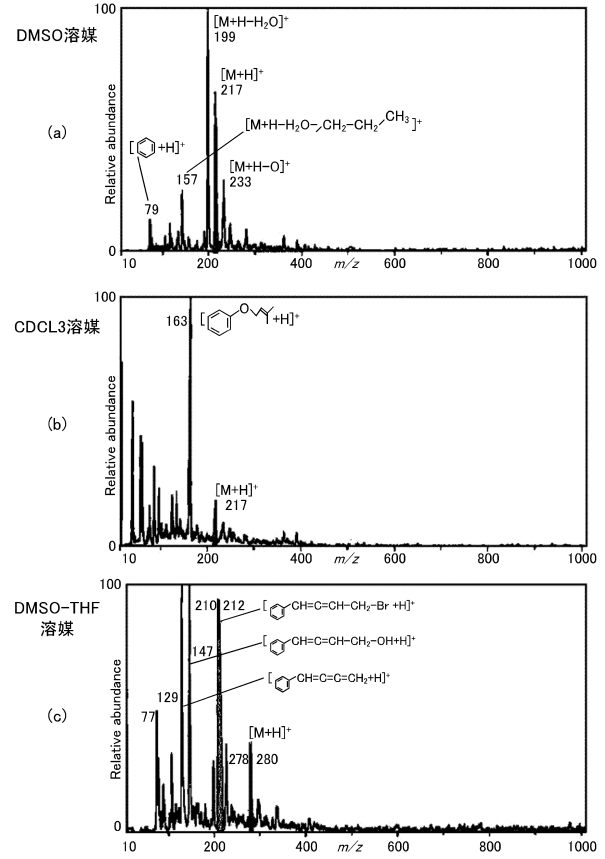 DMSO溶媒
(a)
Relative abundance
100
[M+H−H₂O]⁺
199
[M+H]⁺
217
[M+H−H₂O−CH₂−CH₂−CH₃]⁺
[+H]⁺
157
[M+H−O]⁺
233
79
0
10 200 400 m/z 600 800 1000
CDCL3溶媒
(b)
Relative abundance
100
163
[O+H]⁺
[M+H]⁺
217
0
10 200 400 m/z 600 800 1000
DMSO−THF
溶媒
(c)
Relative abundance
100
210 212
[CH=C=C−CH₂−Br +H]⁺
147
[CH=C=C−CH₂−OH+H]⁺
129
[CH=C=C=CH₂+H]⁺
77
[M+H]⁺
278 280
0
10 200 400 m/z 600 800 1000